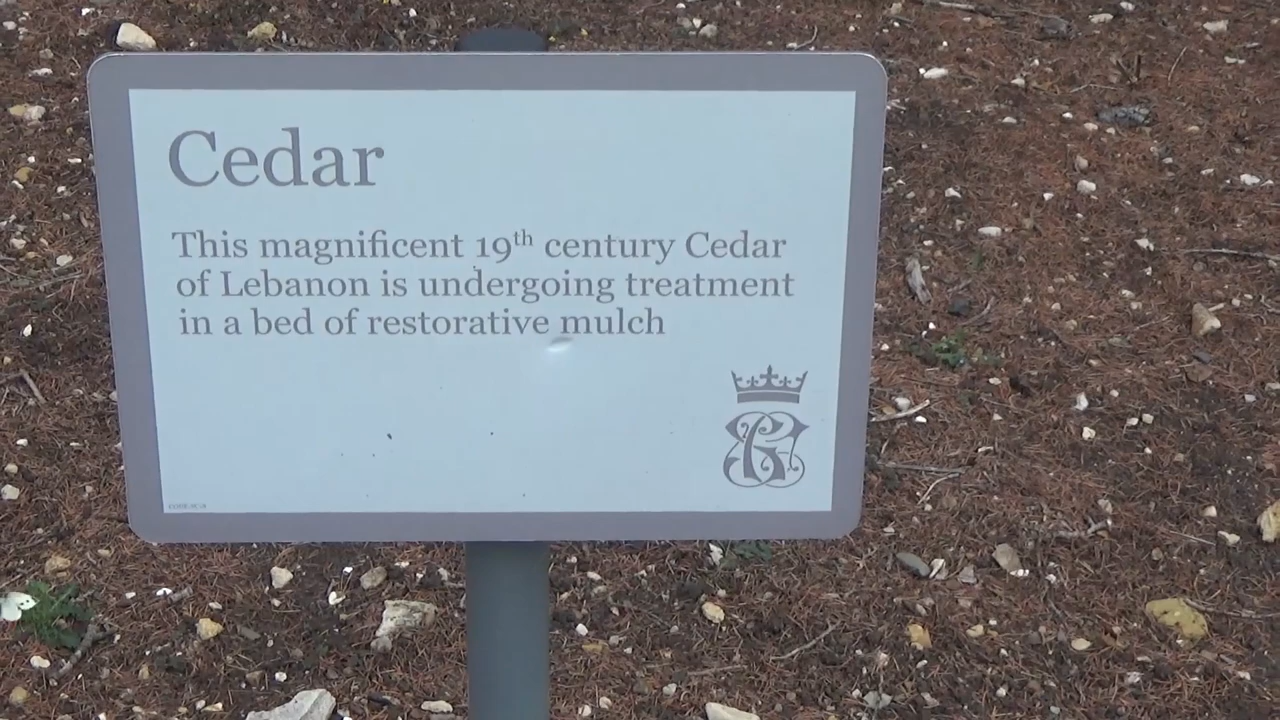 Cedar
This magnificent 19th century Cedar
of Lebanon is undergoing treatment
in a bed of restorative mulch